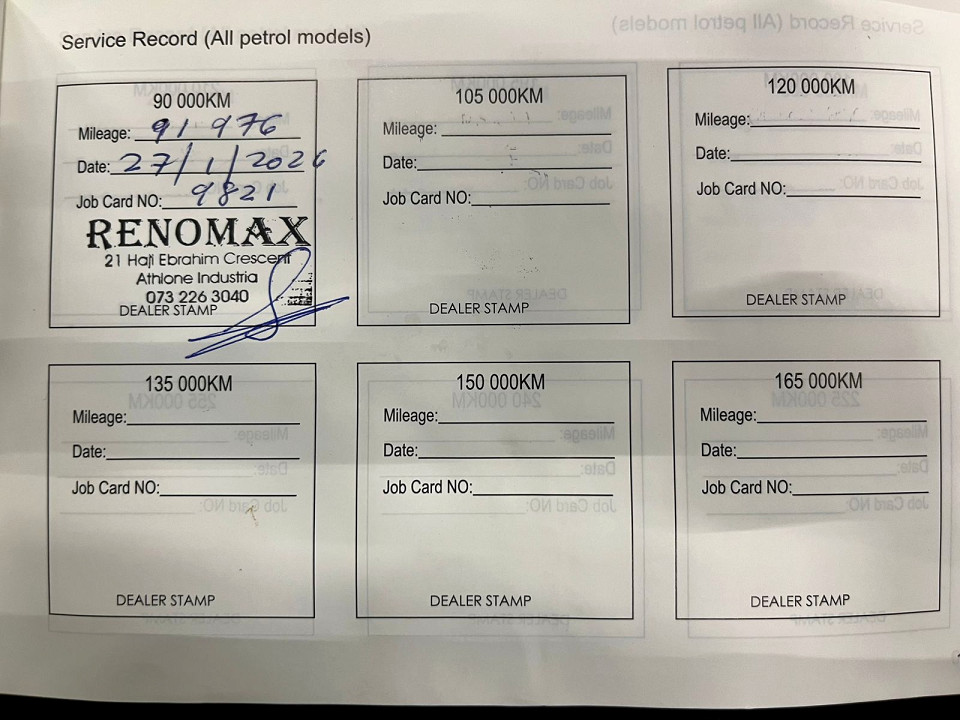 Service Record (All petrol models)
90 000KM
Mileage: 91 976
Date: 27/1/2026
Job Card NO: 9821
RENOMAX
21 Haji Ebrahim Crescent
Athlone Industria
073 226 3040
DEALER STAMP
105 000KM
Mileage:
Date:
Job Card NO:
DEALER STAMP
120 000KM
Mileage:
Date:
Job Card NO:
DEALER STAMP
135 000KM
Mileage:
Date:
Job Card NO:
DEALER STAMP
150 000KM
Mileage:
Date:
Job Card NO:
DEALER STAMP
165 000KM
Mileage:
Date:
Job Card NO:
DEALER STAMP